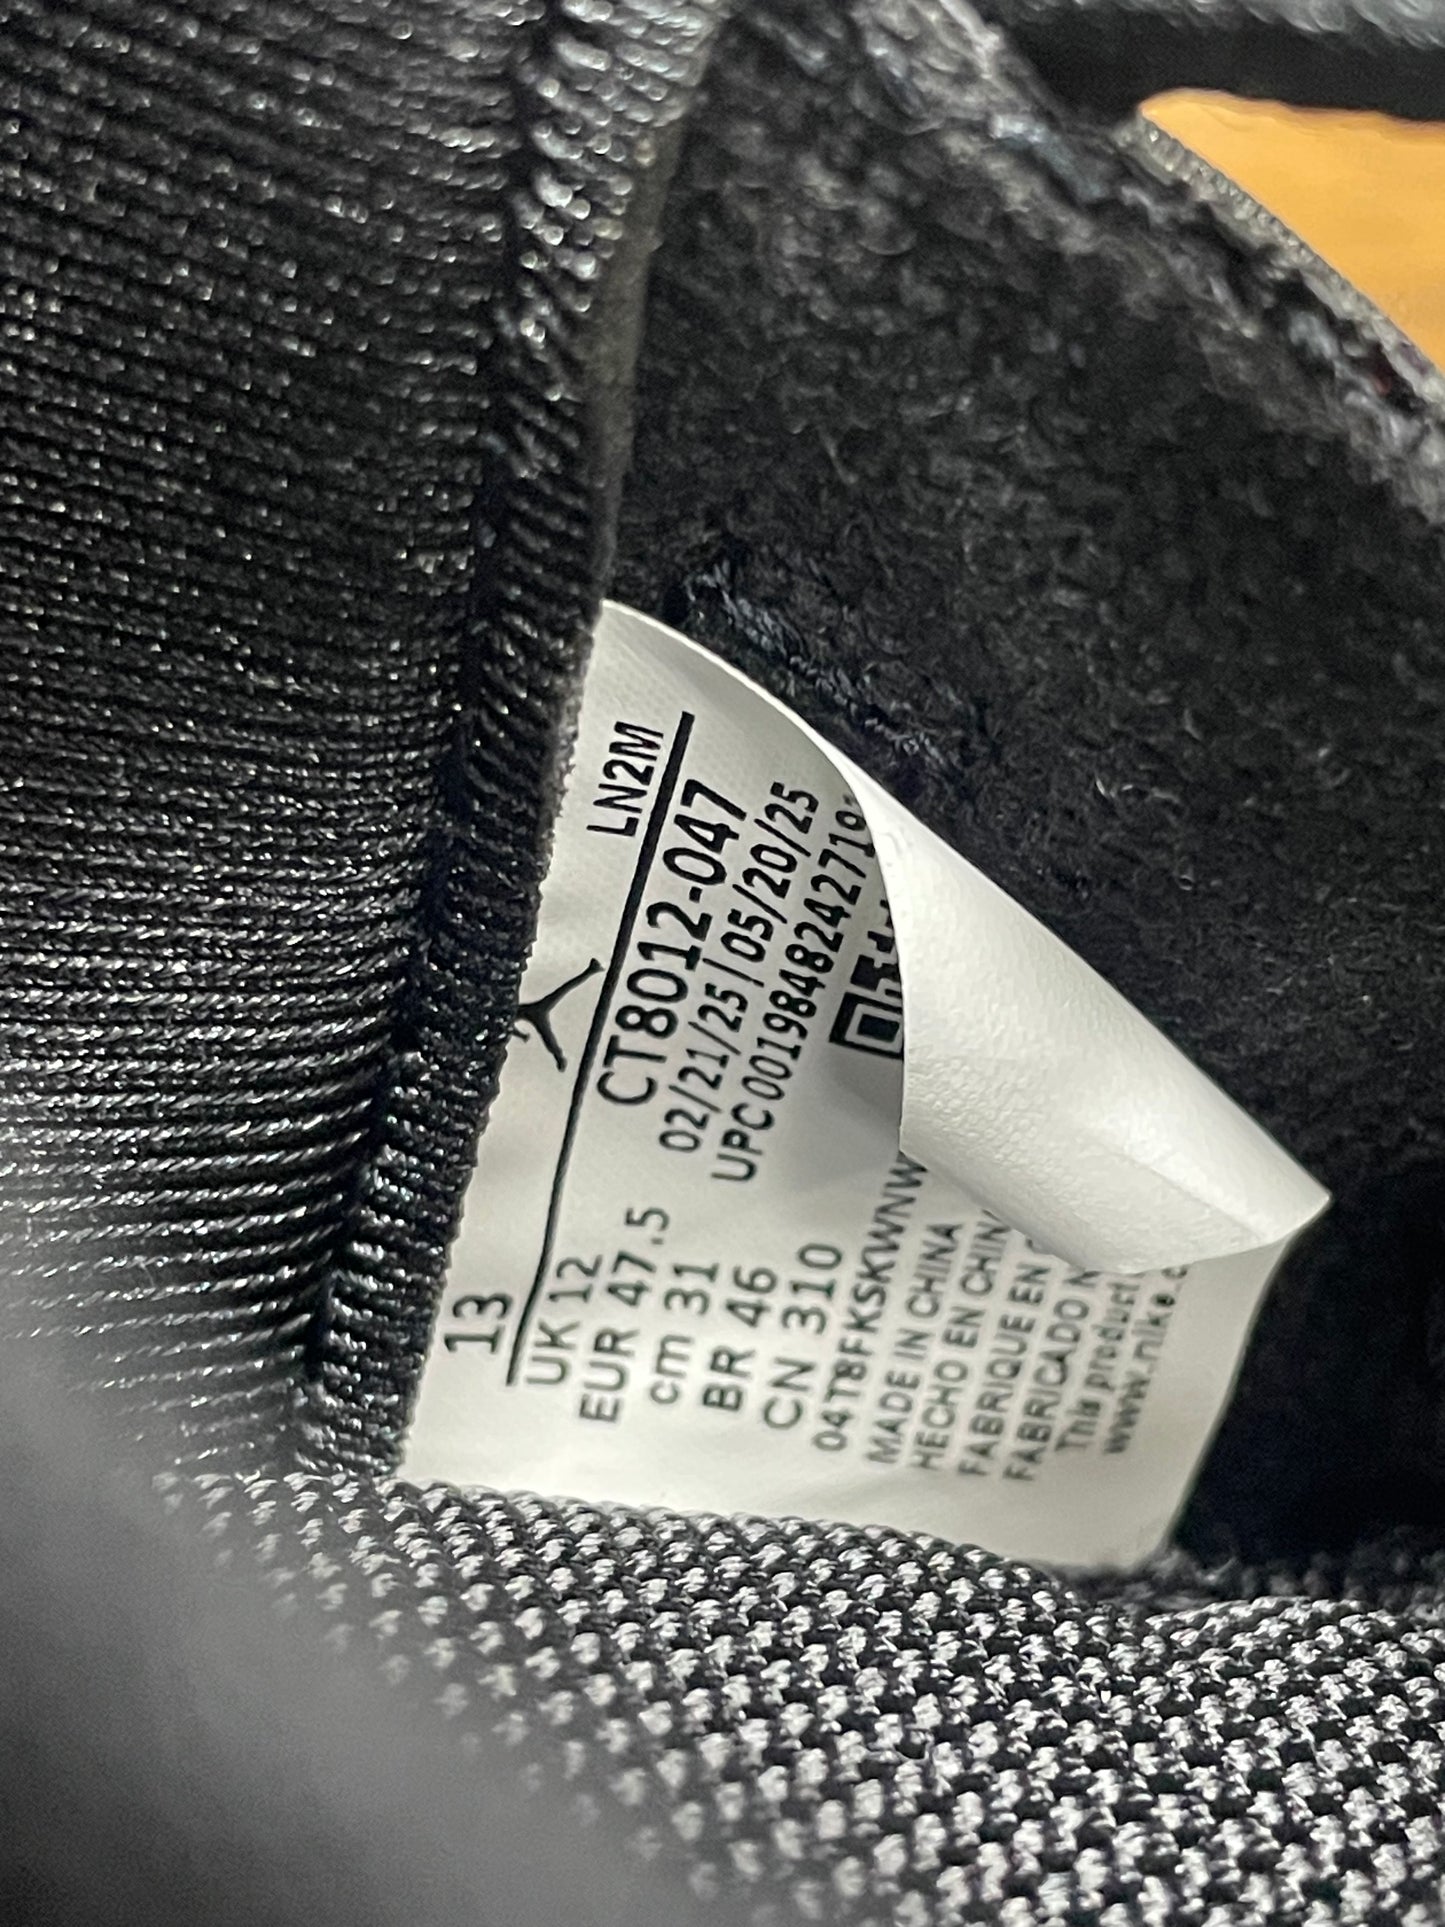 13 LN2M
UK 12
EUR 47.5
cm 31
BR 46
CN 310
CT8012-047
02/21/25 | 05/20/25
UPC 0019848242719
04T8FKSKWNW
MADE IN CHINA
HECHO EN CHIN
FABRIQUE EN
FABRICADO N
This product
www.nike.c